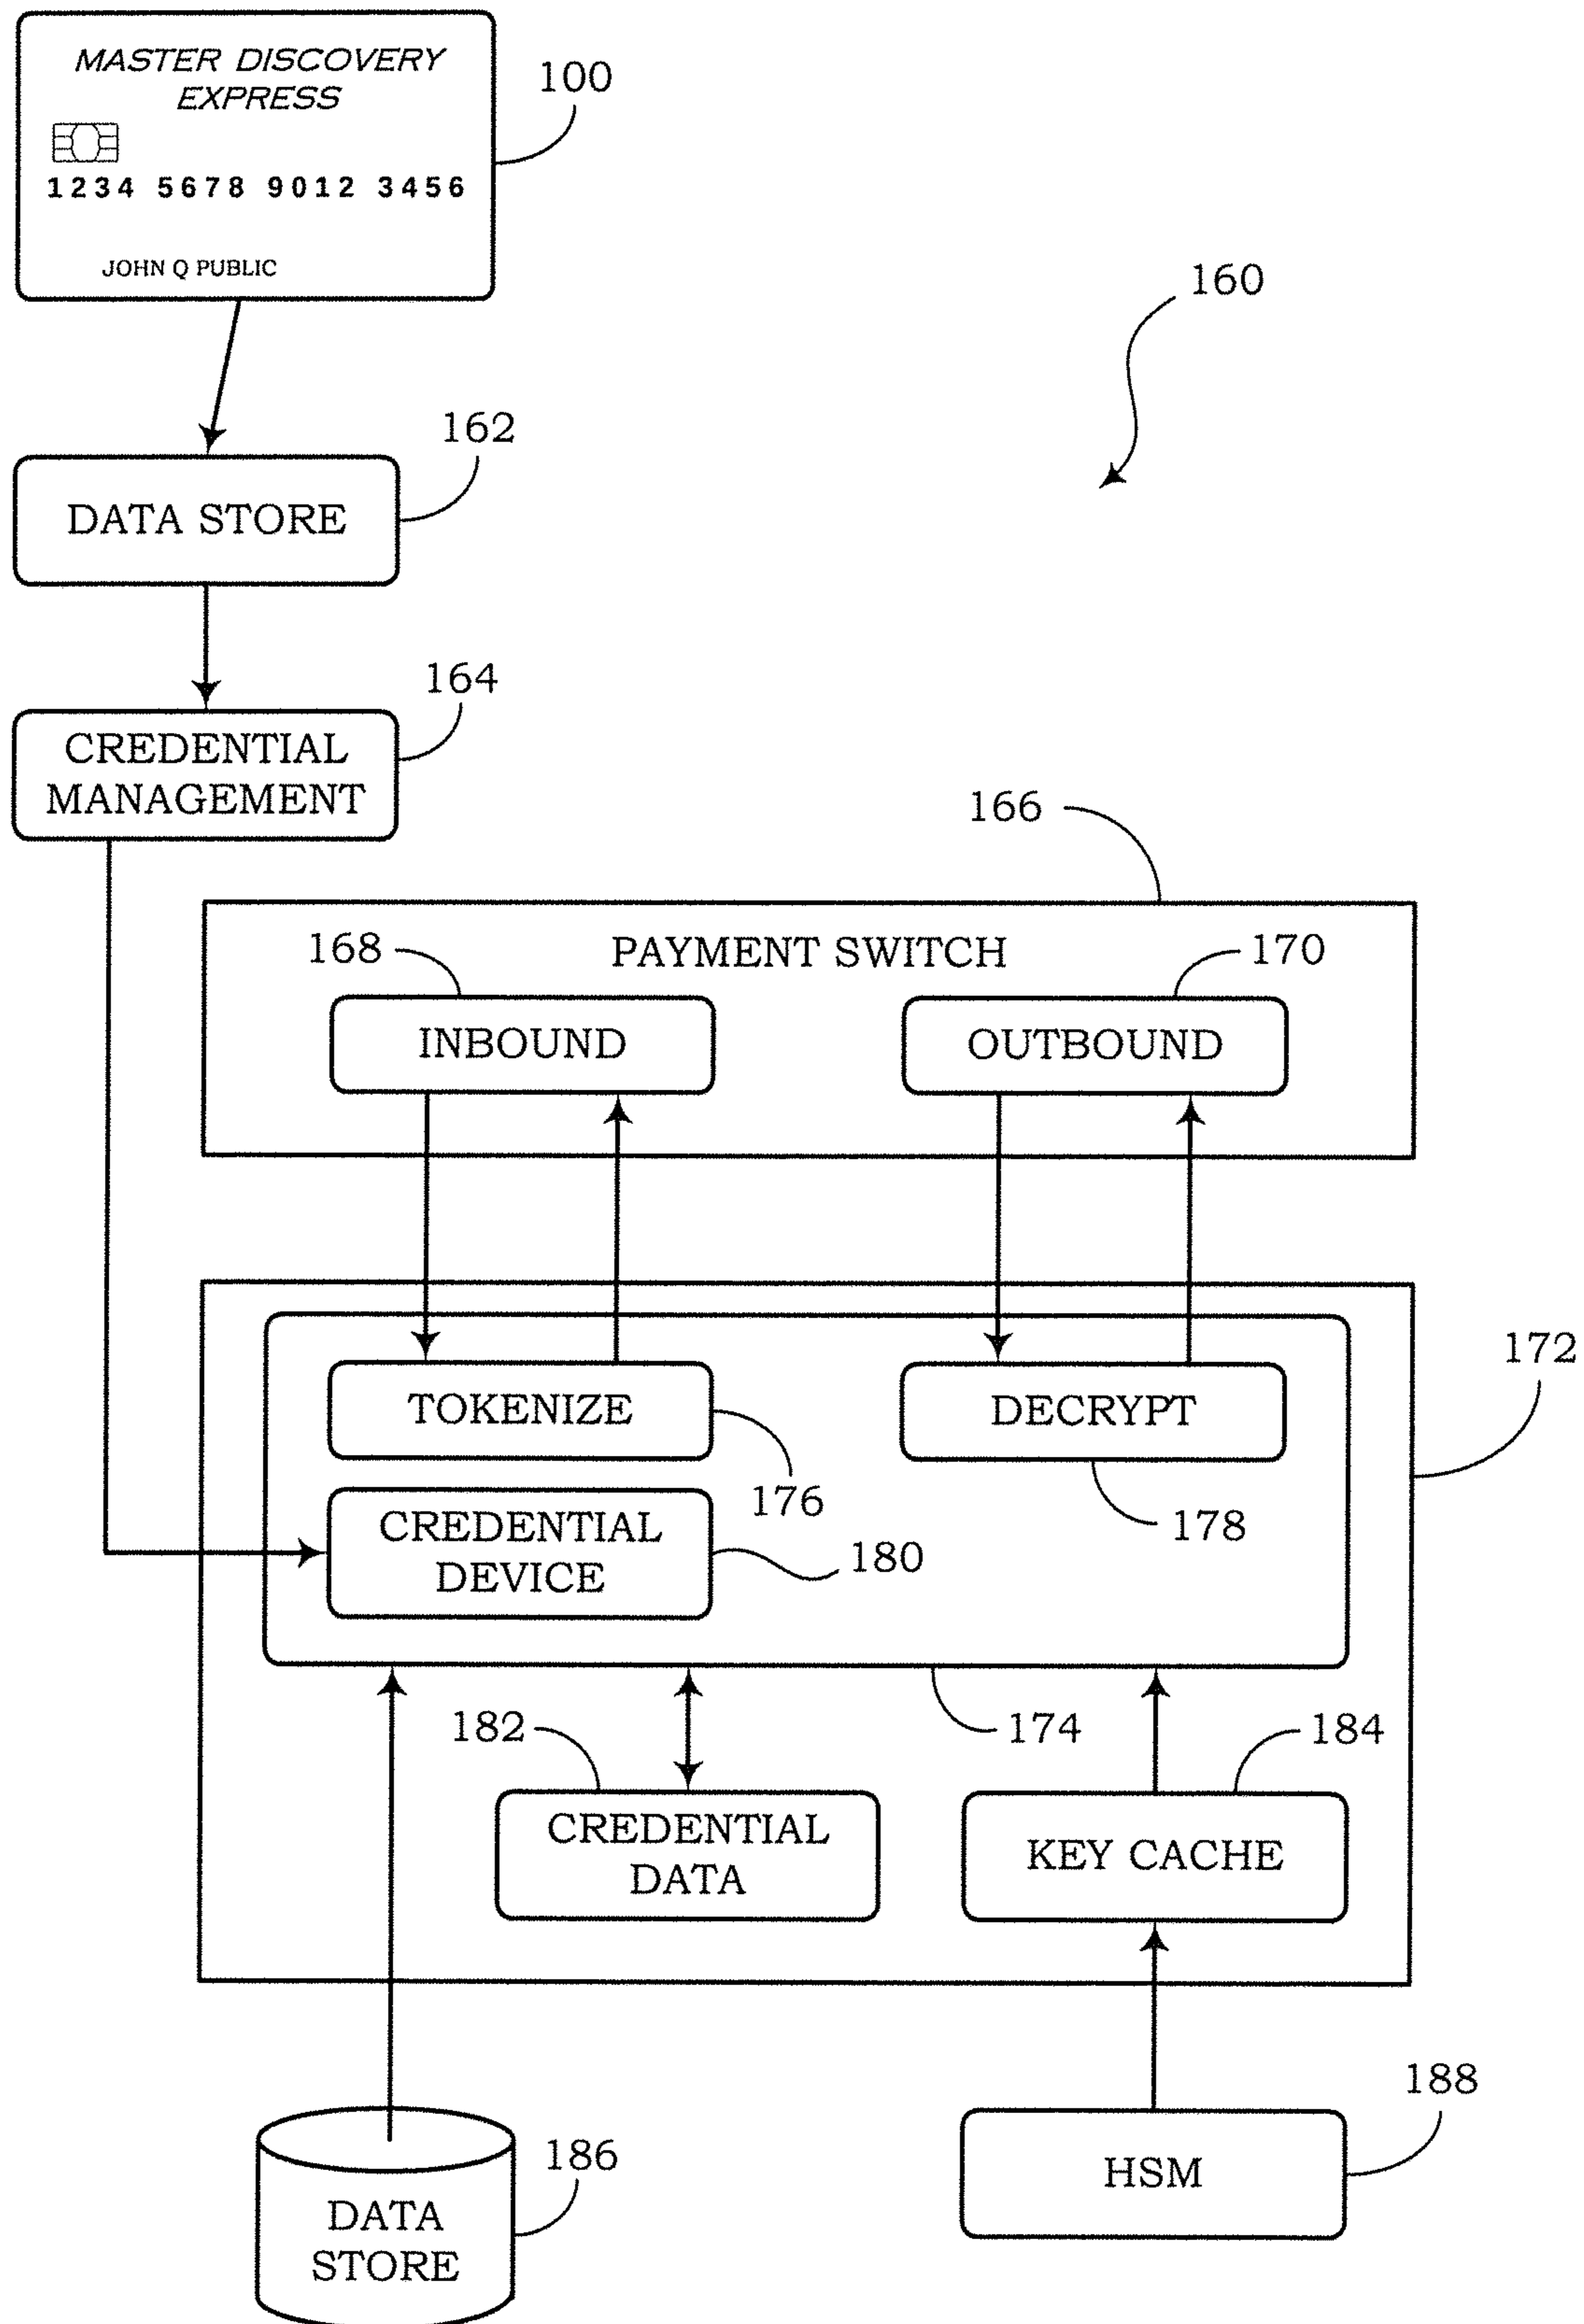 MASTER DISCOVERY
EXPRESS
100
1234 5678 9012 3456
JOHN Q PUBLIC
160
162
DATA STORE
164
CREDENTIAL
MANAGEMENT
166
168
PAYMENT SWITCH
170
INBOUND
OUTBOUND
172
TOKENIZE
DECRYPT
176
178
CREDENTIAL
DEVICE
180
182
174
184
CREDENTIAL
DATA
KEY CACHE
188
186
HSM
DATA
STORE